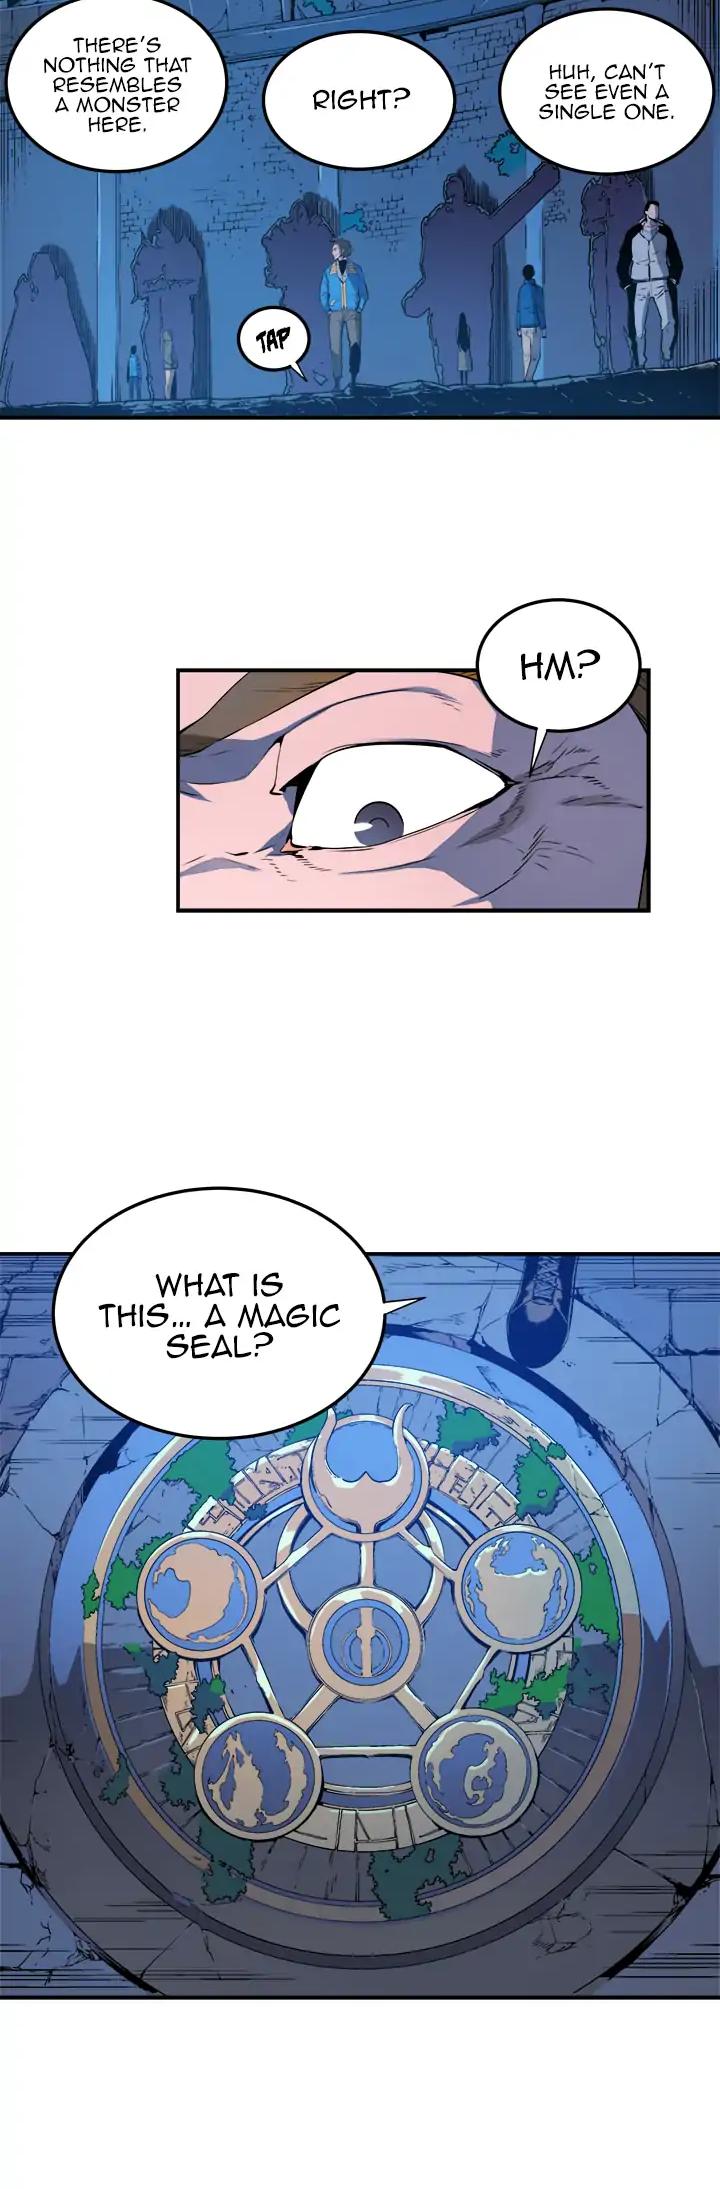 THERE'S
NOTHING THAT
RESEMBLES
A MONSTER
HERE.
RIGHT?
HUH, CAN'T
SEE EVEN A
SINGLE ONE.
TAP
HM?
WHAT IS
THIS... A MAGIC
SEAL?